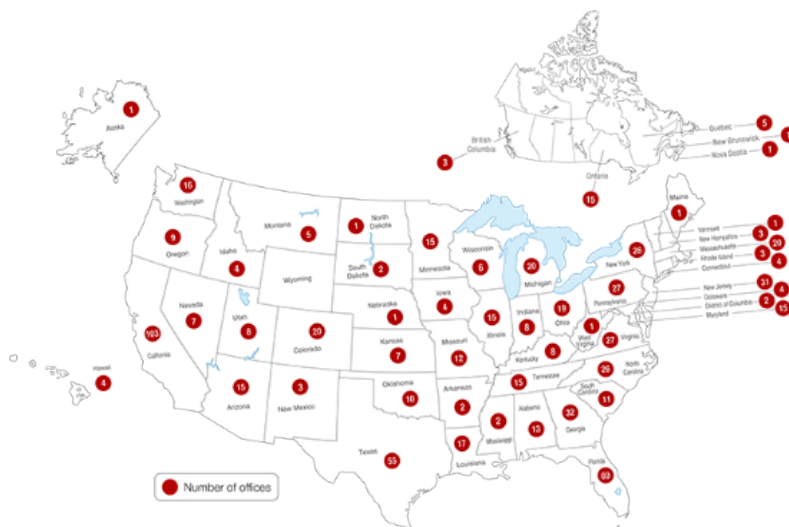 1
Alaska
British
Columbia
3
Ontario
15
Quebec
5
New Brunswick
1
Nova Scotia
1
16
Washington
9
Oregon
Idaho
4
Montana
5
Wyoming
1
North
Dakota
South
Dakota
2
15
Minnesota
Wisconsin
6
20
Michigan
New York
26
Maine
1
Vermont
1
New Hampshire
3
Massachusetts
20
Rhode Island
3
Connecticut
4
27
Pennsylvania
New Jersey
31
Delaware
4
District of Columbia
2
Maryland
15
103
California
Nevada
7
Utah
8
20
Colorado
Nebraska
1
Kansas
7
Iowa
4
Missouri
12
15
Illinois
Indiana
8
19
Ohio
1
West
Virginia
27
Virginia
Kentucky
8
15
Tennessee
26
North
Carolina
South
Carolina
11
Hawaii
4
15
Arizona
3
New Mexico
Oklahoma
10
Arkansas
2
Texas
55
17
Louisiana
2
Mississippi
Alabama
13
32
Georgia
Florida
Number of offices